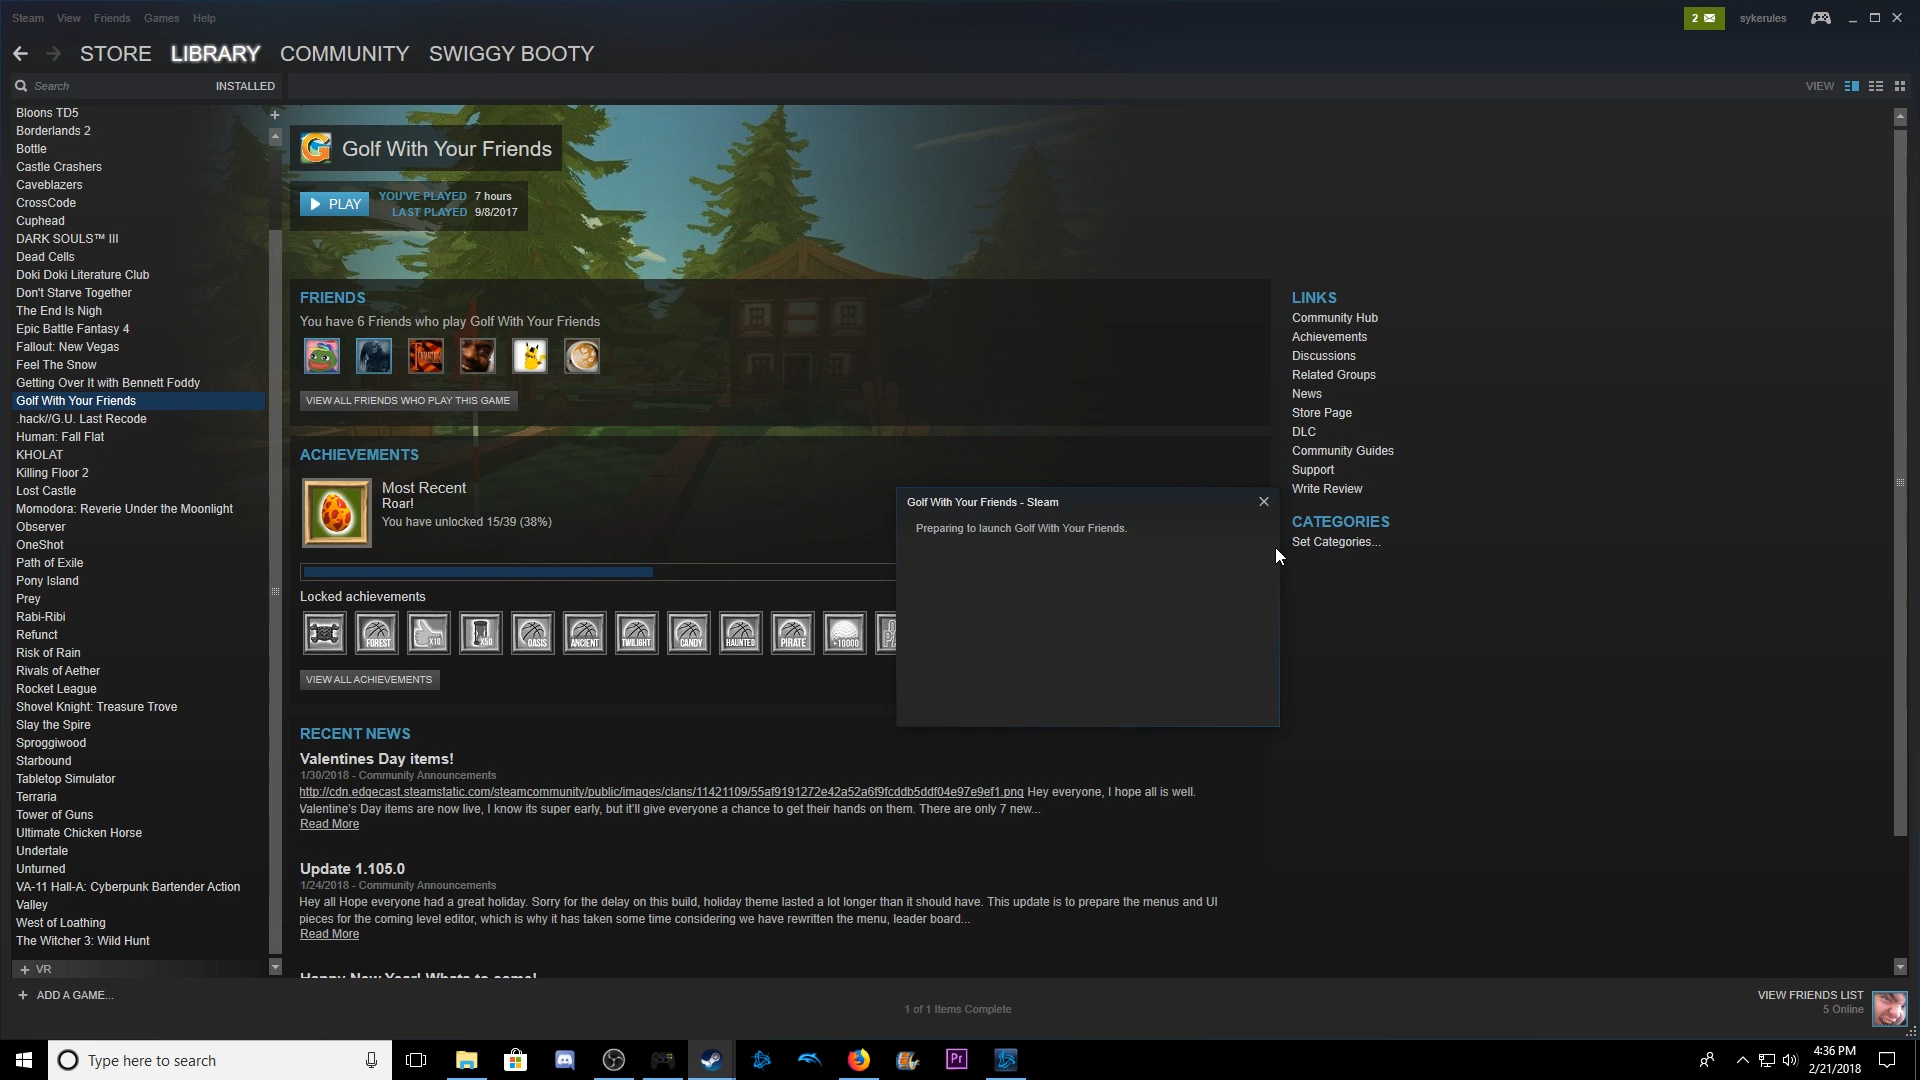 Steam View Friends Games Help
2 sykerules
STORE LIBRARY COMMUNITY SWIGGY BOOTY
Search INSTALLED VIEW
Bloons TD5
Borderlands 2
Bottle
Castle Crashers
Caveblazers
CrossCode
Cuphead
DARK SOULS™ III
Dead Cells
Doki Doki Literature Club
Don't Starve Together
The End Is Nigh
Epic Battle Fantasy 4
Fallout: New Vegas
Feel The Snow
Getting Over It with Bennett Foddy
Golf With Your Friends
.hack//G.U. Last Recode
Human: Fall Flat
KHOLAT
Killing Floor 2
Lost Castle
Momodora: Reverie Under the Moonlight
Observer
OneShot
Path of Exile
Pony Island
Prey
Rabi-Ribi
Refunct
Risk of Rain
Rivals of Aether
Rocket League
Shovel Knight: Treasure Trove
Slay the Spire
Sproggiwood
Starbound
Tabletop Simulator
Terraria
Tower of Guns
Ultimate Chicken Horse
Undertale
Unturned
VA-11 Hall-A: Cyberpunk Bartender Action
Valley
West of Loathing
The Witcher 3: Wild Hunt
+ VR
+ ADD A GAME...
Golf With Your Friends
PLAY
YOU'VE PLAYED 7 hours
LAST PLAYED 9/8/2017
FRIENDS
You have 6 Friends who play Golf With Your Friends
VIEW ALL FRIENDS WHO PLAY THIS GAME
ACHIEVEMENTS
Most Recent
Roar!
You have unlocked 15/39 (38%)
Locked achievements
FOREST X10 X50 OASIS ANCIENT TWILIGHT CANDY HAUNTED PIRATE +10000
VIEW ALL ACHIEVEMENTS
RECENT NEWS
Valentines Day items!
1/30/2018 - Community Announcements
http://cdn.edgecast.steamstatic.com/steamcommunity/public/images/clans/11421109/55af9191272e42a52a6f9fcddb5ddf04e97e9ef1.png Hey everyone, I hope all is well.
Valentine's Day items are now live, I know its super early, but it'll give everyone a chance to get their hands on them. There are only 7 new...
Read More
Update 1.105.0
1/24/2018 - Community Announcements
Hey all Hope everyone had a great holiday. Sorry for the delay on this build, holiday theme lasted a lot longer than it should have. This update is to prepare the menus and UI
pieces for the coming level editor, which is why it has taken some time considering we have rewritten the menu, leader board...
Read More
Happy New Year! Whats to come!
LINKS
Community Hub
Achievements
Discussions
Related Groups
News
Store Page
DLC
Community Guides
Support
Write Review
CATEGORIES
Set Categories...
Golf With Your Friends - Steam
Preparing to launch Golf With Your Friends.
1 of 1 Items Complete
VIEW FRIENDS LIST
5 Online
Type here to search
Pr
4:36 PM
2/21/2018